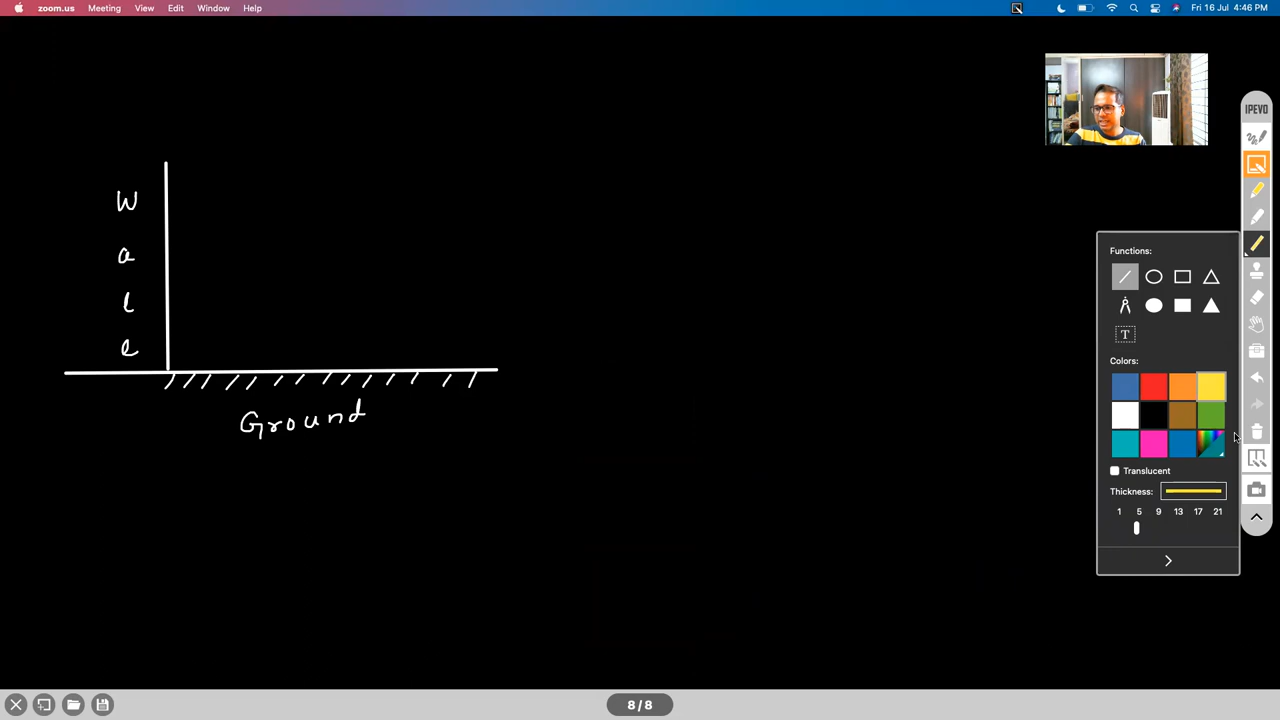 zoom.us Meeting View Edit Window Help Fri 16 Jul 4:46 PM
IPEVO
W
a
l
l
Ground
Functions:
T
Colors:
Translucent
Thickness:
1 5 9 13 17 21
8/8